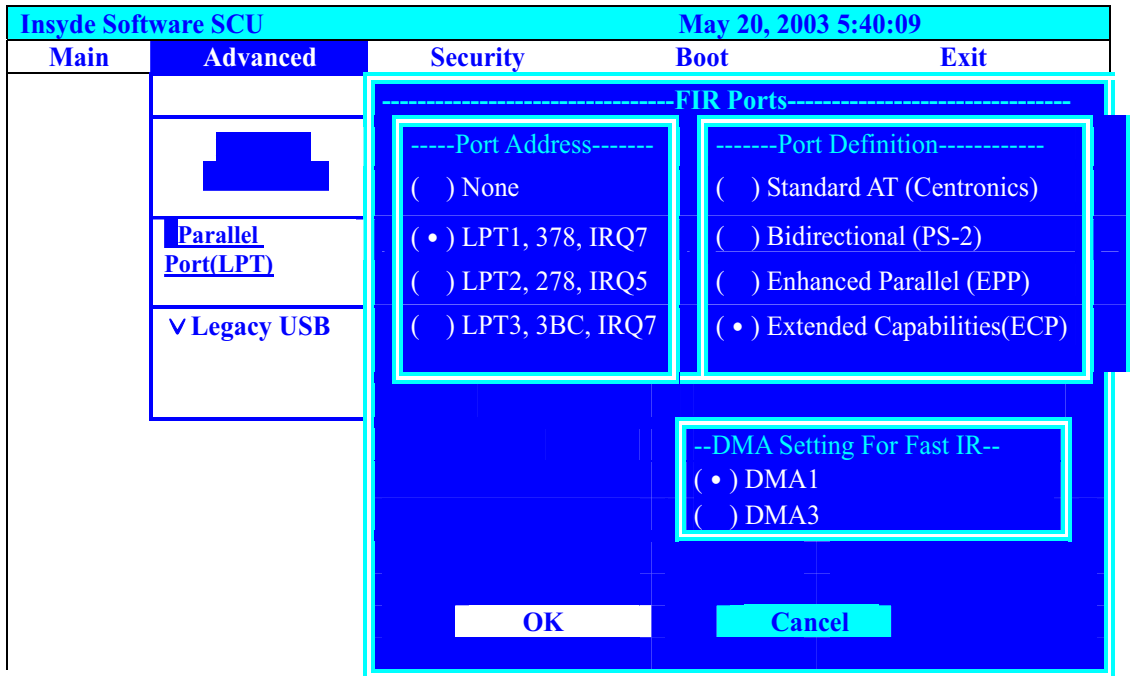 Insyde Software SCU May 20, 2003 5:40:09
Main Advanced Security Boot Exit
---------------------------------FIR Ports--------------------------------
-----Port Address-------
( ) None
( • ) LPT1, 378, IRQ7
( ) LPT2, 278, IRQ5
( ) LPT3, 3BC, IRQ7
-------Port Definition------------
( ) Standard AT (Centronics)
( ) Bidirectional (PS-2)
( ) Enhanced Parallel (EPP)
( • ) Extended Capabilities(ECP)
Parallel
Port(LPT)
∨ Legacy USB
--DMA Setting For Fast IR--
( • ) DMA1
( ) DMA3
OK Cancel